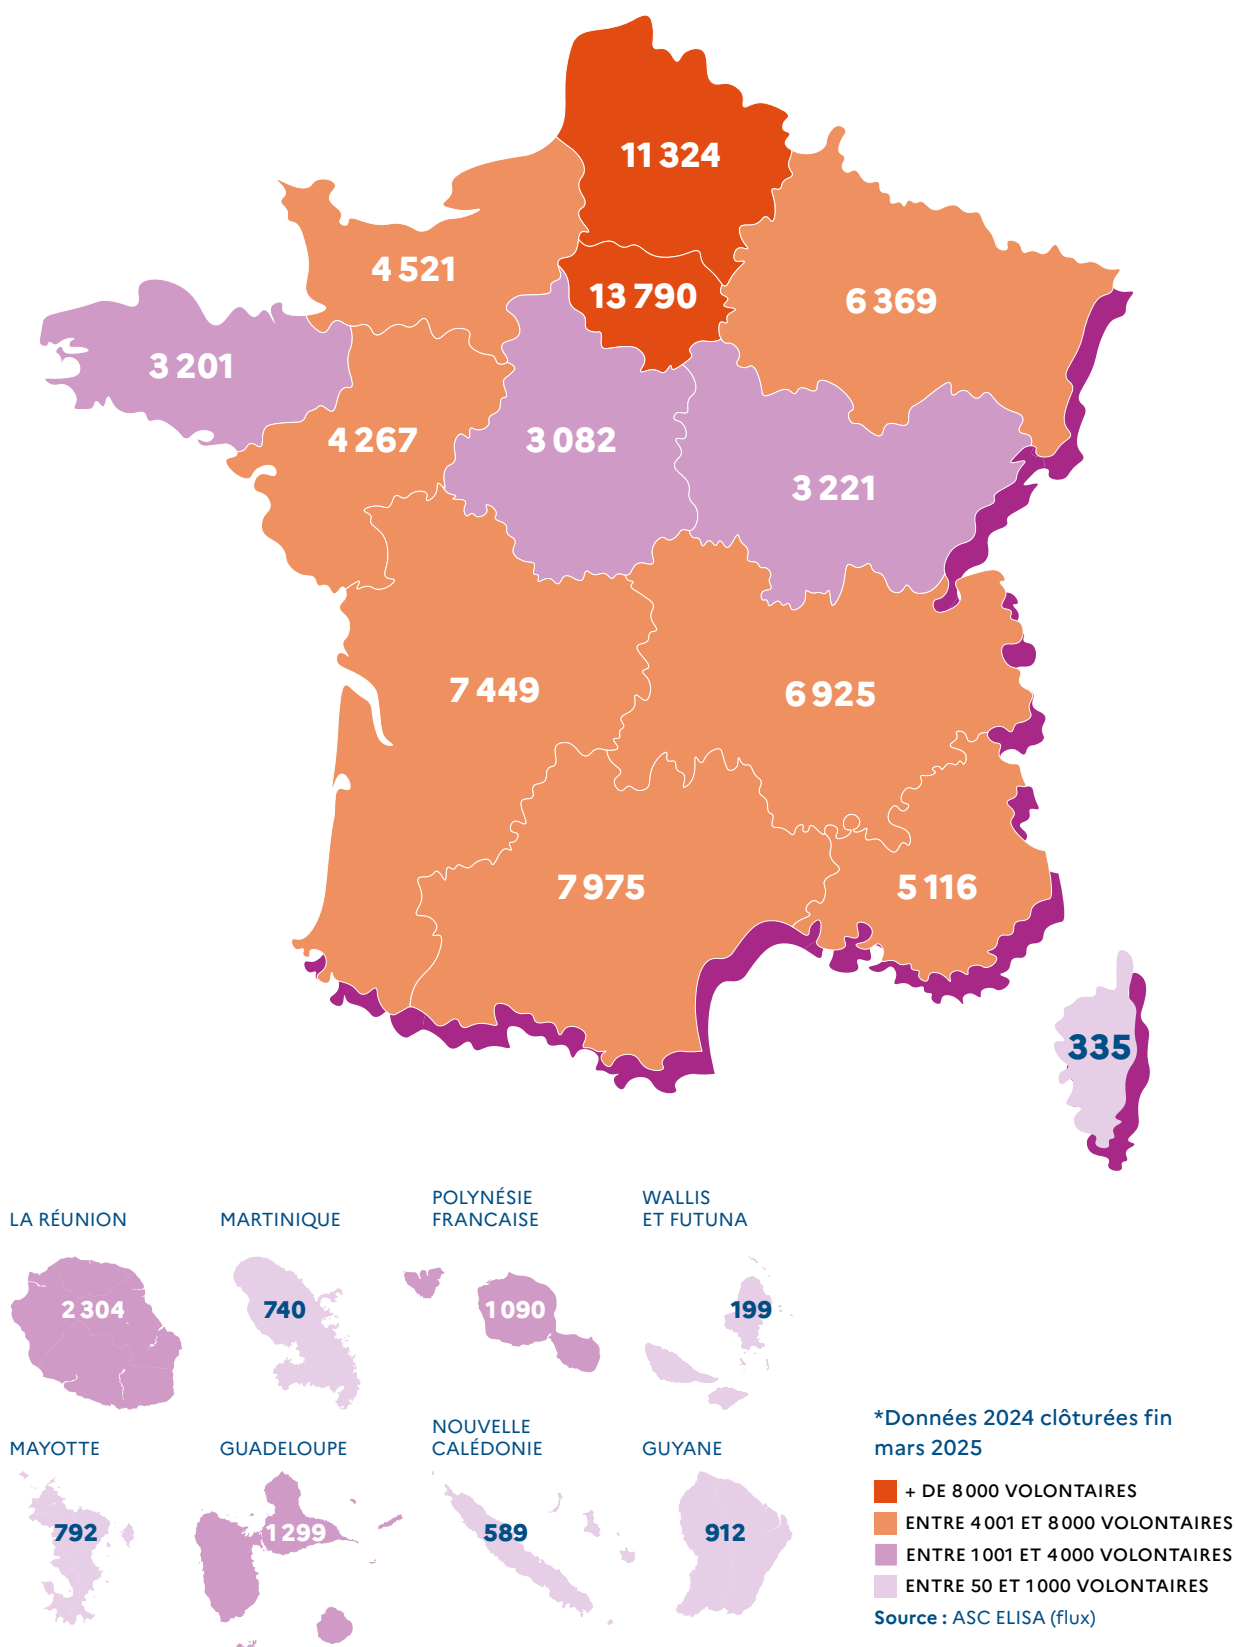 11 324
4 521
13 790
6 369
3 201
4 267
3 082
3 221
7 449
6 925
7 975
5 116
335
LA RÉUNION
MARTINIQUE
POLYNÉSIE
FRANCAISE
WALLIS
ET FUTUNA
2 304
740
1 090
199
MAYOTTE
GUADELOUPE
NOUVELLE
CALÉDONIE
GUYANE
792
1 299
589
912
*Données 2024 clôturées fin
mars 2025
+ DE 8 000 VOLONTAIRES
ENTRE 4 001 ET 8 000 VOLONTAIRES
ENTRE 1 001 ET 4 000 VOLONTAIRES
ENTRE 50 ET 1 000 VOLONTAIRES
Source : ASC ELISA (flux)